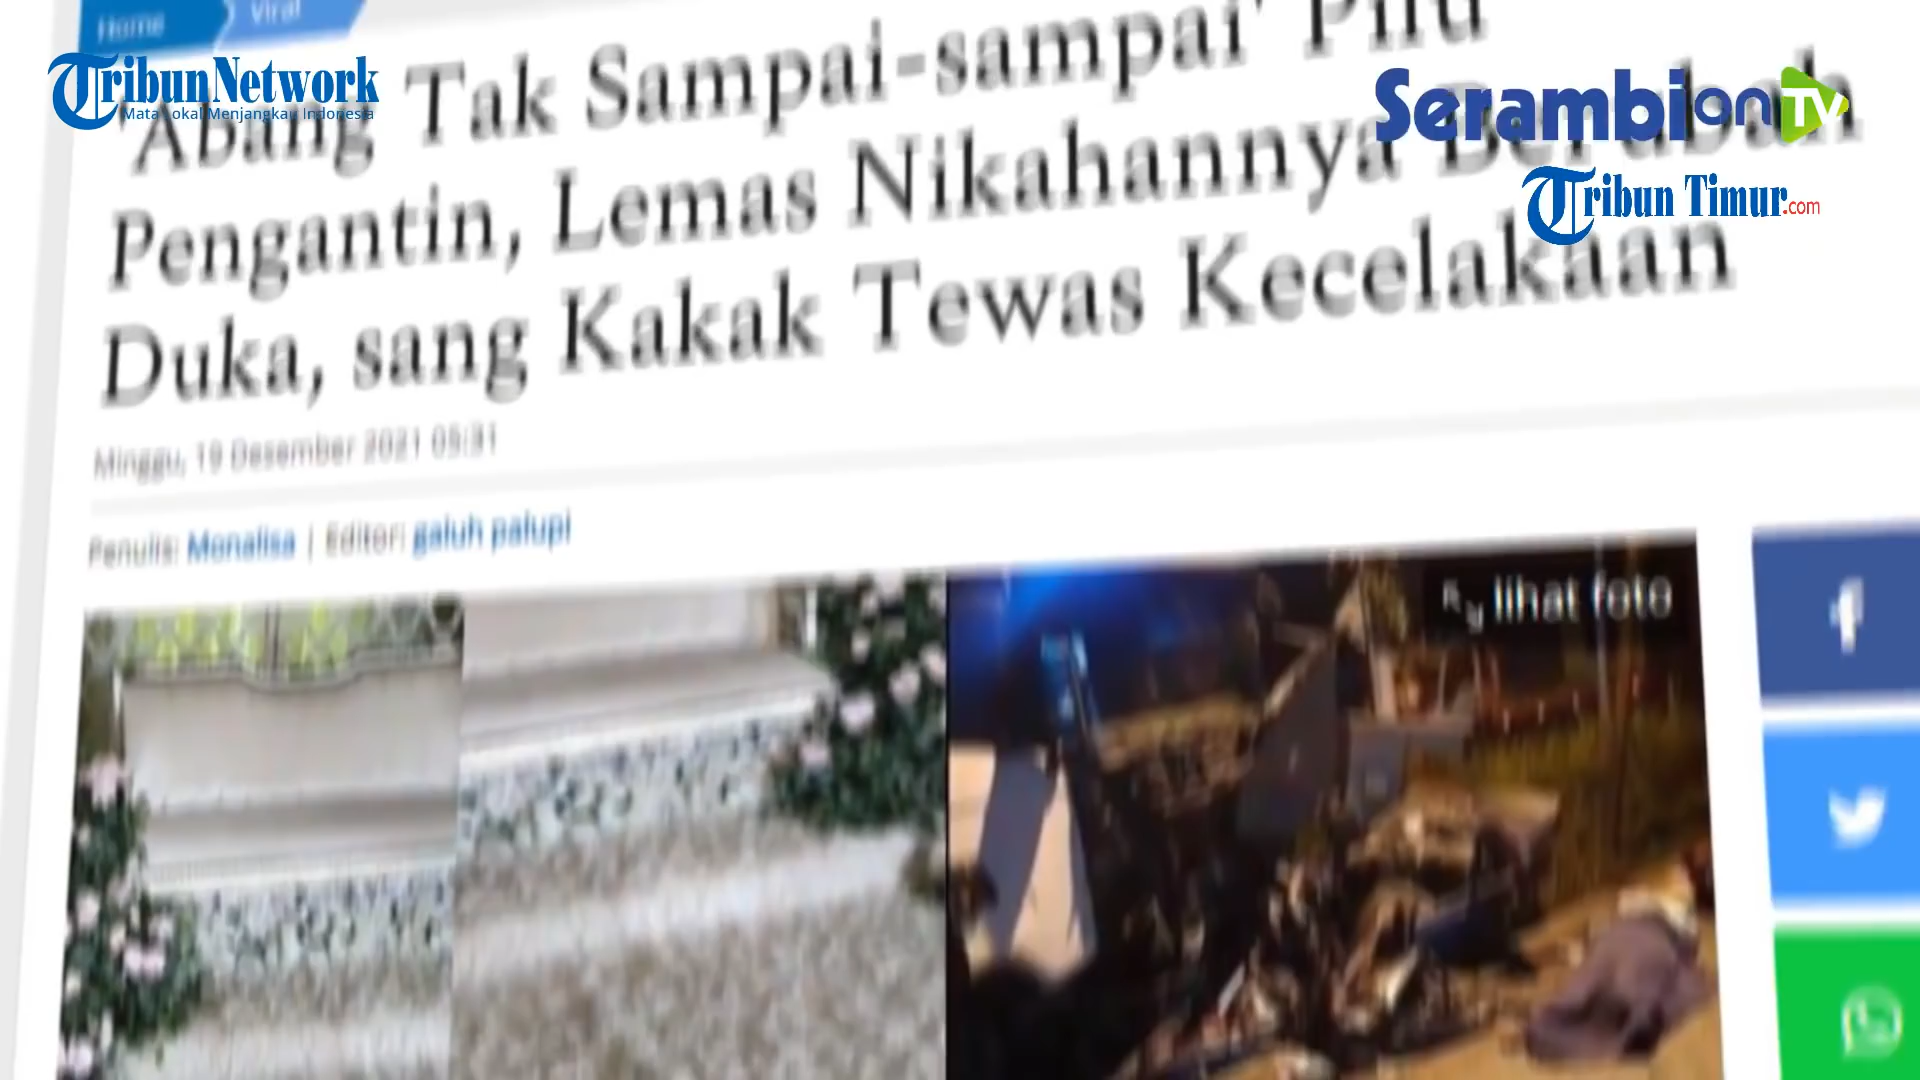 Home
Viral
TribunNetwork
Mata Lokal Menjangkau Indonesia
SerambionTV
Tribun Timur.com
'Abang Tak Sampai-sampai' Pilu
Pengantin, Lemas Nikahannya Berubah
Duka, sang Kakak Tewas Kecelakaan
Minggu, 19 Desember 2021 05:31
Penulis: Monalisa | Editor: galuh palupi
lihat foto